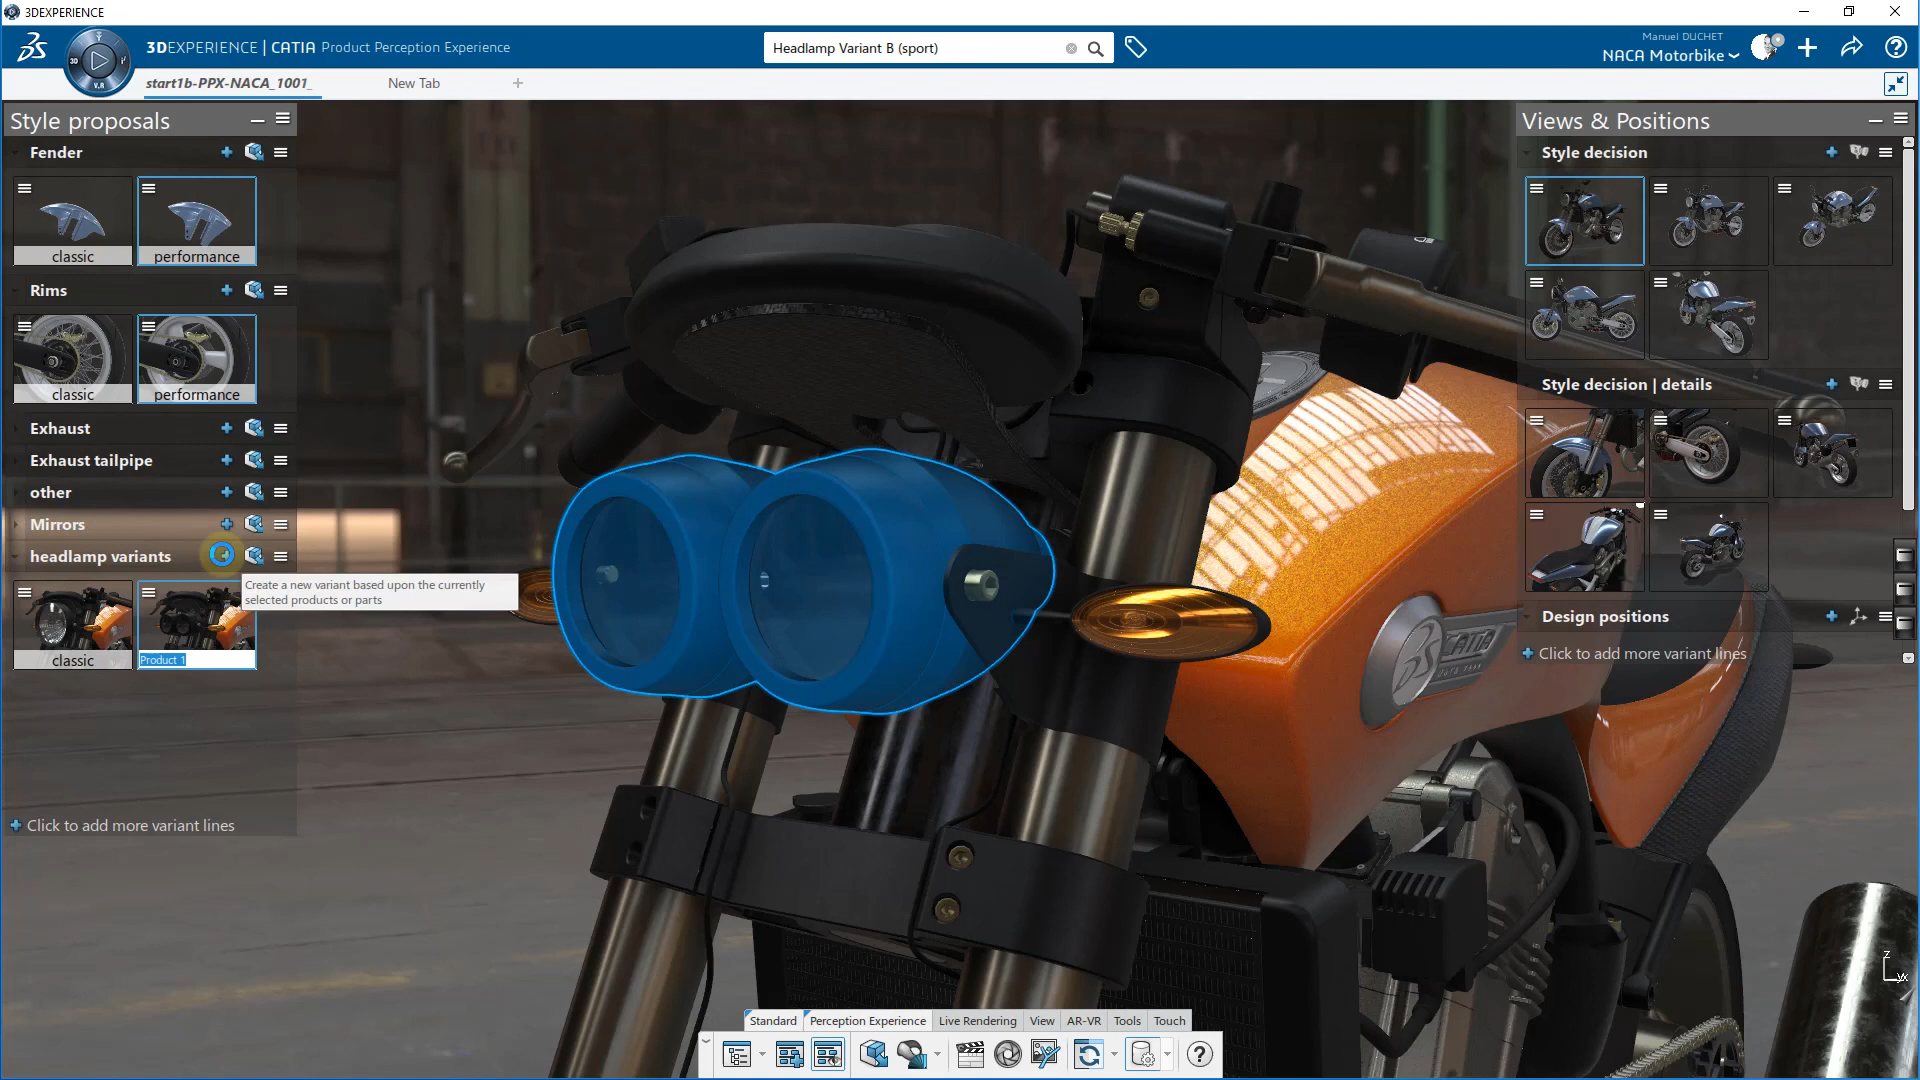 3DEXPERIENCE
3DEXPERIENCE | CATIA Product Perception Experience
Headlamp Variant B (sport)
Manuel DUCHET
NACA Motorbike
3D
V.R
start1b-PPX-NACA_1001_
New Tab
Style proposals
Fender
classic
performance
Rims
classic
performance
Exhaust
Exhaust tailpipe
other
Mirrors
headlamp variants
Create a new variant based upon the currently
selected products or parts
classic
Product 1
Click to add more variant lines
Views & Positions
Style decision
Style decision | details
Design positions
Click to add more variant lines
CATIA
Standard
Perception Experience
Live Rendering
View
AR-VR
Tools
Touch